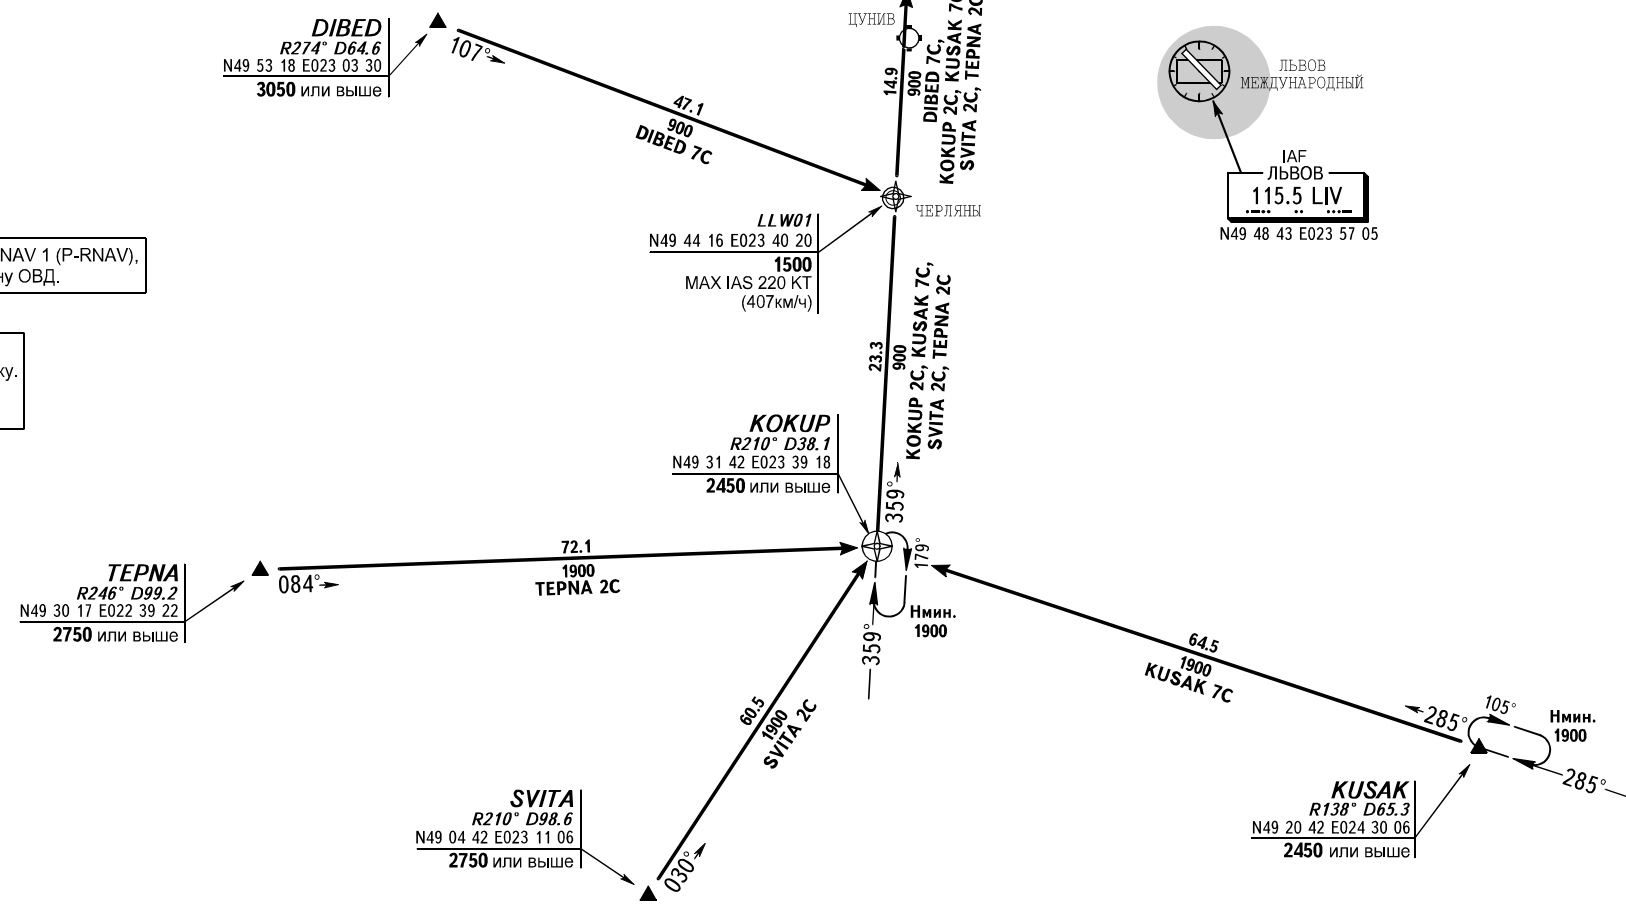 DIBED
R274° D64.6
N49 53 18 E023 03 30
3050 или выше
107°
47.1
900
DIBED 7C
ЦУНИВ
14.9
900
DIBED 7C,
KOKUP 2C, KUSAK 7C
SVITA 2C, TEPNA 2C
ЛЬВОВ
МЕЖДУНАРОДНЫЙ
IAF
ЛЬВОВ
115.5 LIV
N49 48 43 E023 57 05
ЧЕРЛЯНЫ
LLW01
N49 44 16 E023 40 20
1500
MAX IAS 220 KT
(407км/ч)
NAV 1 (P-RNAV),
ну ОВД.
ку.
23.3
900
KOKUP 2C, KUSAK 7C,
SVITA 2C, TEPNA 2C
KOKUP
R210° D38.1
N49 31 42 E023 39 18
2450 или выше
359°
179°
Hмин.
1900
359°
TEPNA
R246° D99.2
N49 30 17 E022 39 22
2750 или выше
084°
72.1
1900
TEPNA 2C
60.5
1900
SVITA 2C
SVITA
R210° D98.6
N49 04 42 E023 11 06
2750 или выше
030°
64.5
1900
KUSAK 7C
285°
105°
Hмин.
1900
285°
KUSAK
R138° D65.3
N49 20 42 E024 30 06
2450 или выше